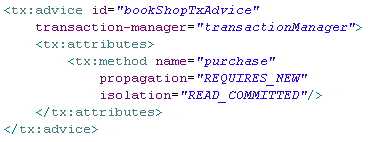 <tx:advice id="bookShopTxAdvice"
transaction-manager="transactionManager">
<tx:attributes>
<tx:method name="purchase"
propagation="REQUIRES_NEW"
isolation="READ_COMMITTED"/>
</tx:attributes>
</tx:advice>